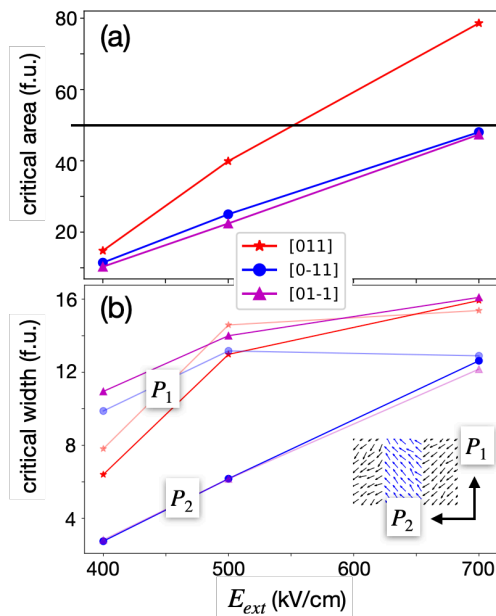 (a)
critical area (f.u.)
80
60
40
20
[011]
[0-11]
[01-1]
(b)
critical width (f.u.)
16
12
8
4
P₁
P₂
P₁
P₂
400
500
600
700
E_ext (kV/cm)